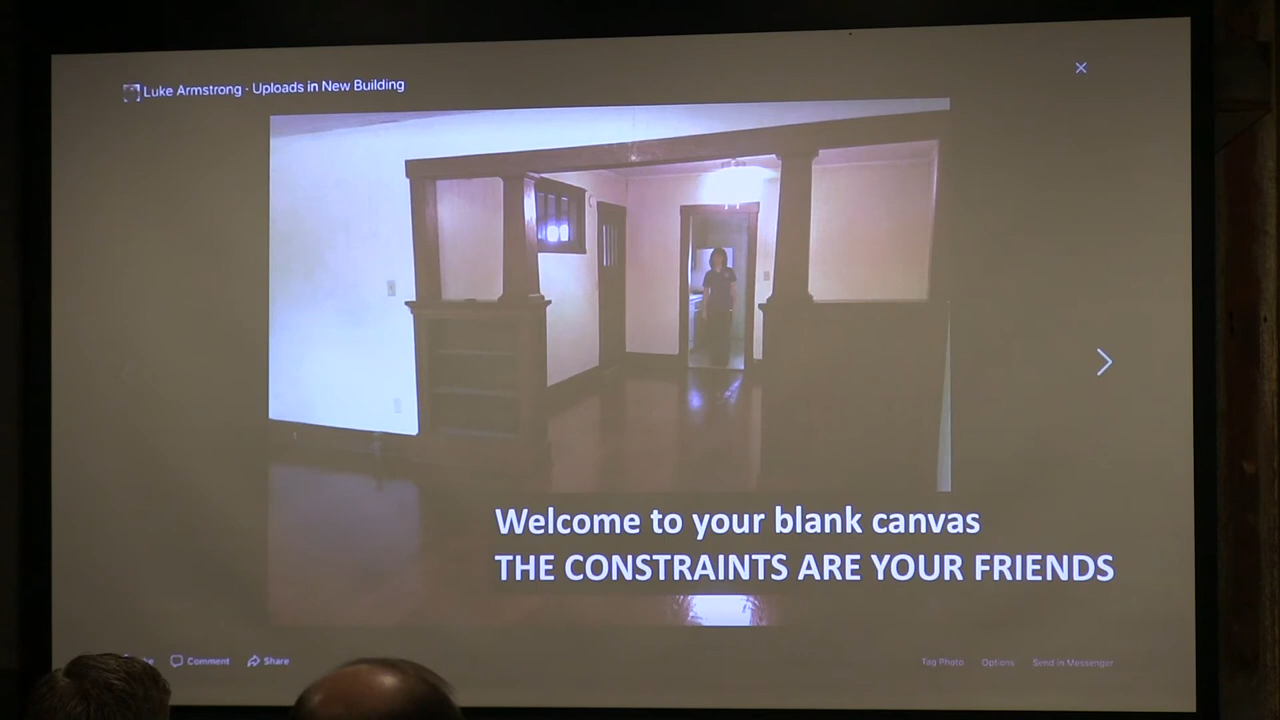 Luke Armstrong · Uploads in New Building
Welcome to your blank canvas
THE CONSTRAINTS ARE YOUR FRIENDS
Comment Share
Tag Photo Options Send in Messenger